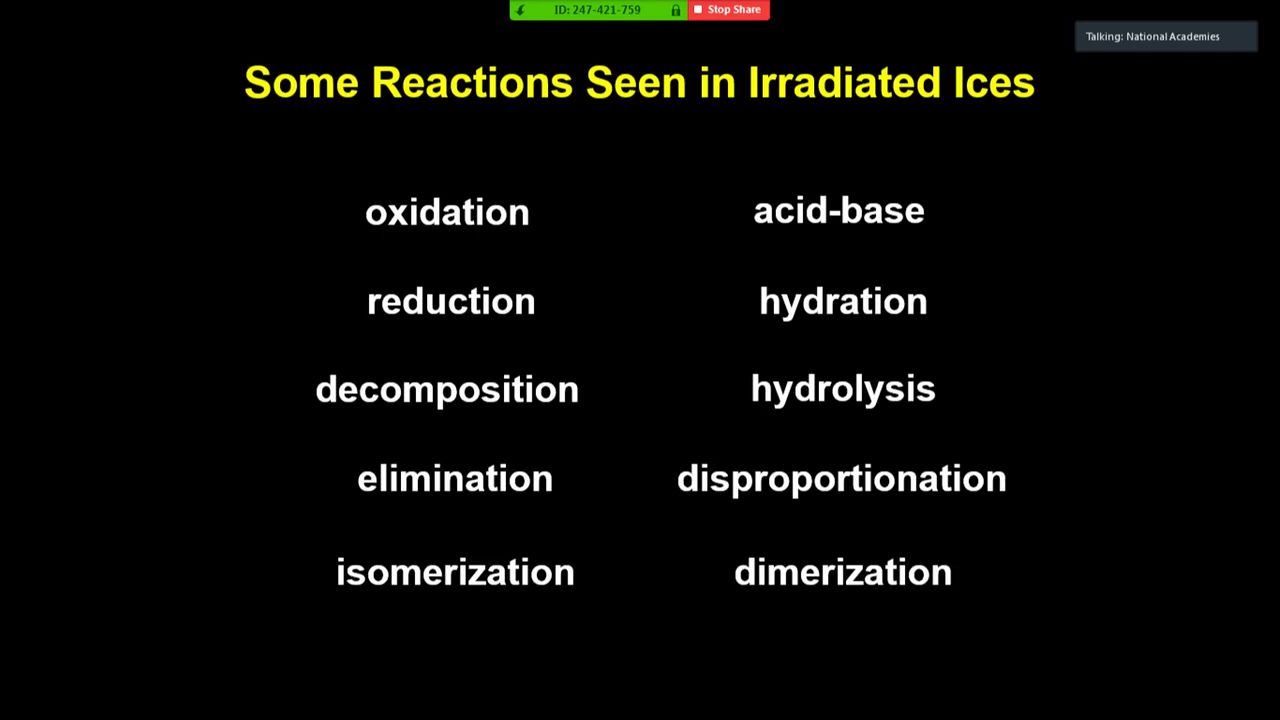 ID: 247-421-759 Stop Share
Talking: National Academies
Some Reactions Seen in Irradiated Ices
oxidation acid-base
reduction hydration
decomposition hydrolysis
elimination disproportionation
isomerization dimerization